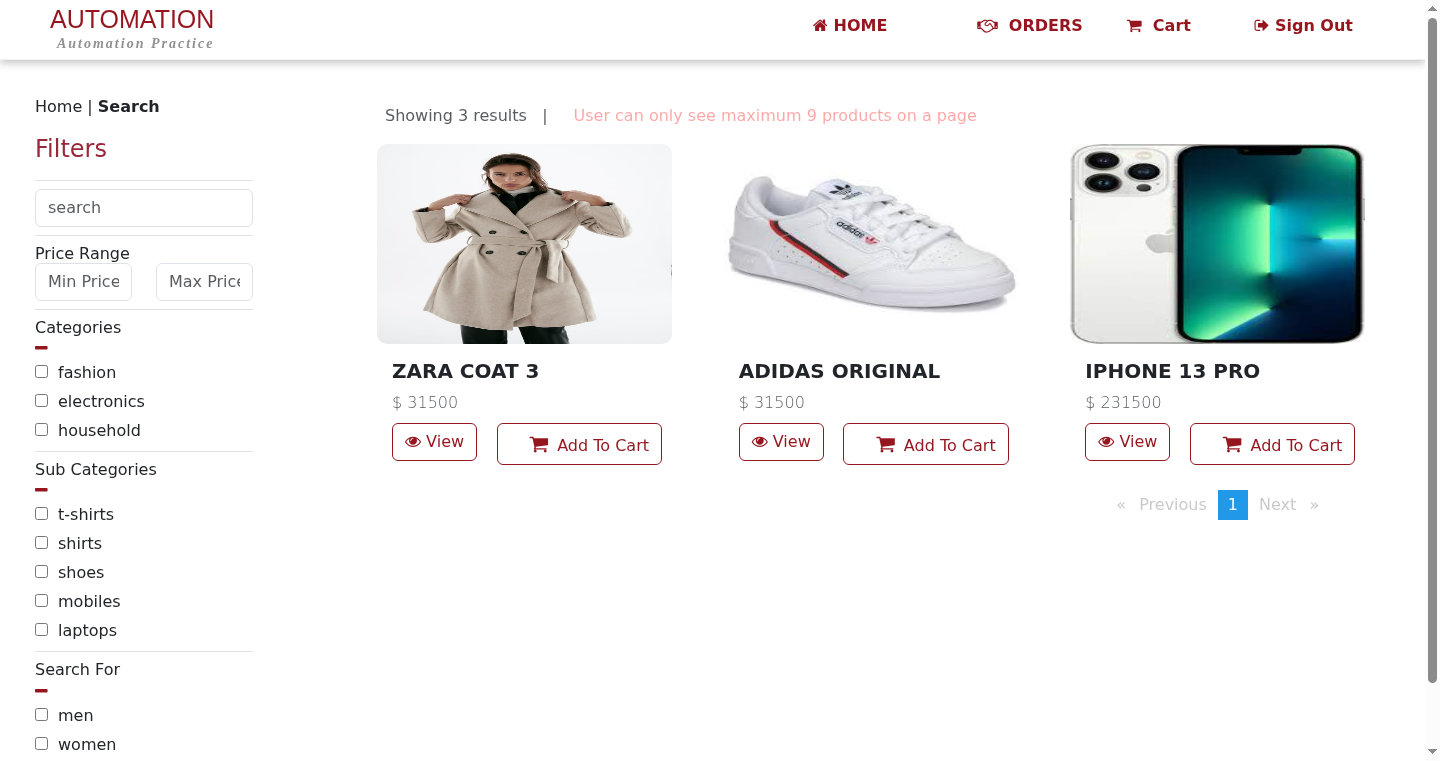 AUTOMATION
Automation Practice
HOME
ORDERS
Cart
Sign Out
Home | Search
Filters
search
Price Range
Min Price
Max Price
Categories
fashion
electronics
household
Sub Categories
t-shirts
shirts
shoes
mobiles
laptops
Search For
men
women
Showing 3 results |
User can only see maximum 9 products on a page
adidas
ZARA COAT 3
$ 31500
View
Add To Cart
ADIDAS ORIGINAL
$ 31500
View
Add To Cart
IPHONE 13 PRO
$ 231500
View
Add To Cart
« Previous 1 Next »